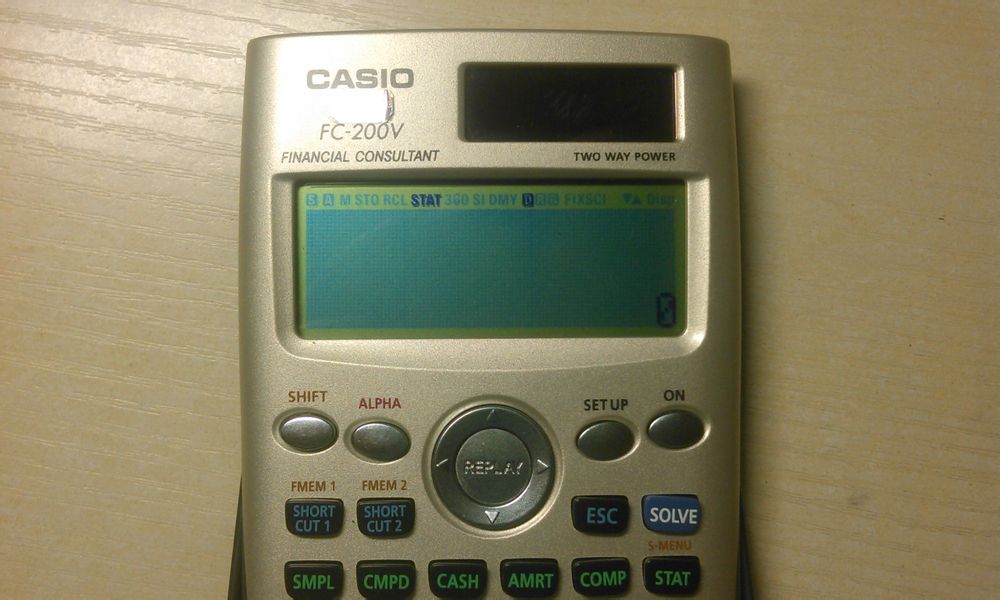 CASIO
FC-200V
FINANCIAL CONSULTANT
TWO WAY POWER
S A M STO RCL STAT 360 SI DMY D R G FIX SCI ▼▲ Disp
0
SHIFT
ALPHA
SET UP
ON
REPLAY
FMEM 1
FMEM 2
SHORT CUT 1
SHORT CUT 2
ESC
SOLVE
S-MENU
SMPL
CMPD
CASH
AMRT
COMP
STAT